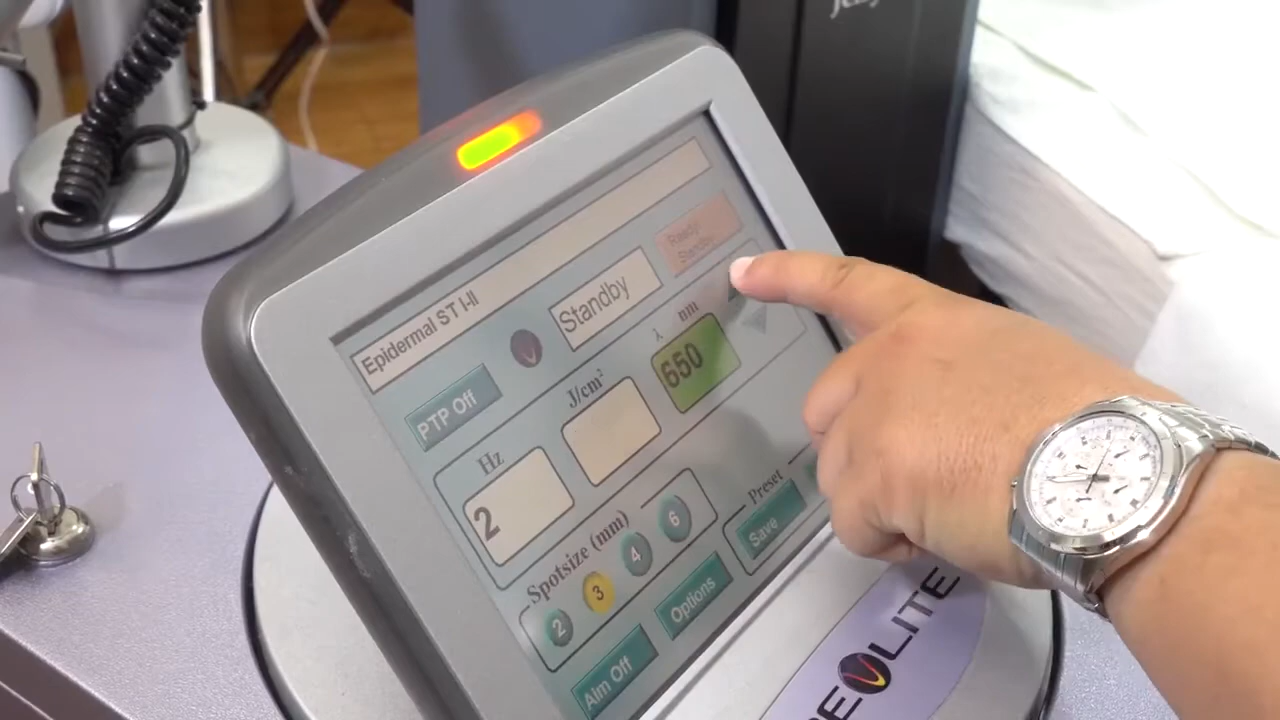 Epidermal ST I-II
Standby
Ready/
Standby
PTP Off
Hz
2
J/cm²
λ nm
650
Spotsize (mm)
2 3 4 6
Preset
Save
Aim Off
Options
REVLITE